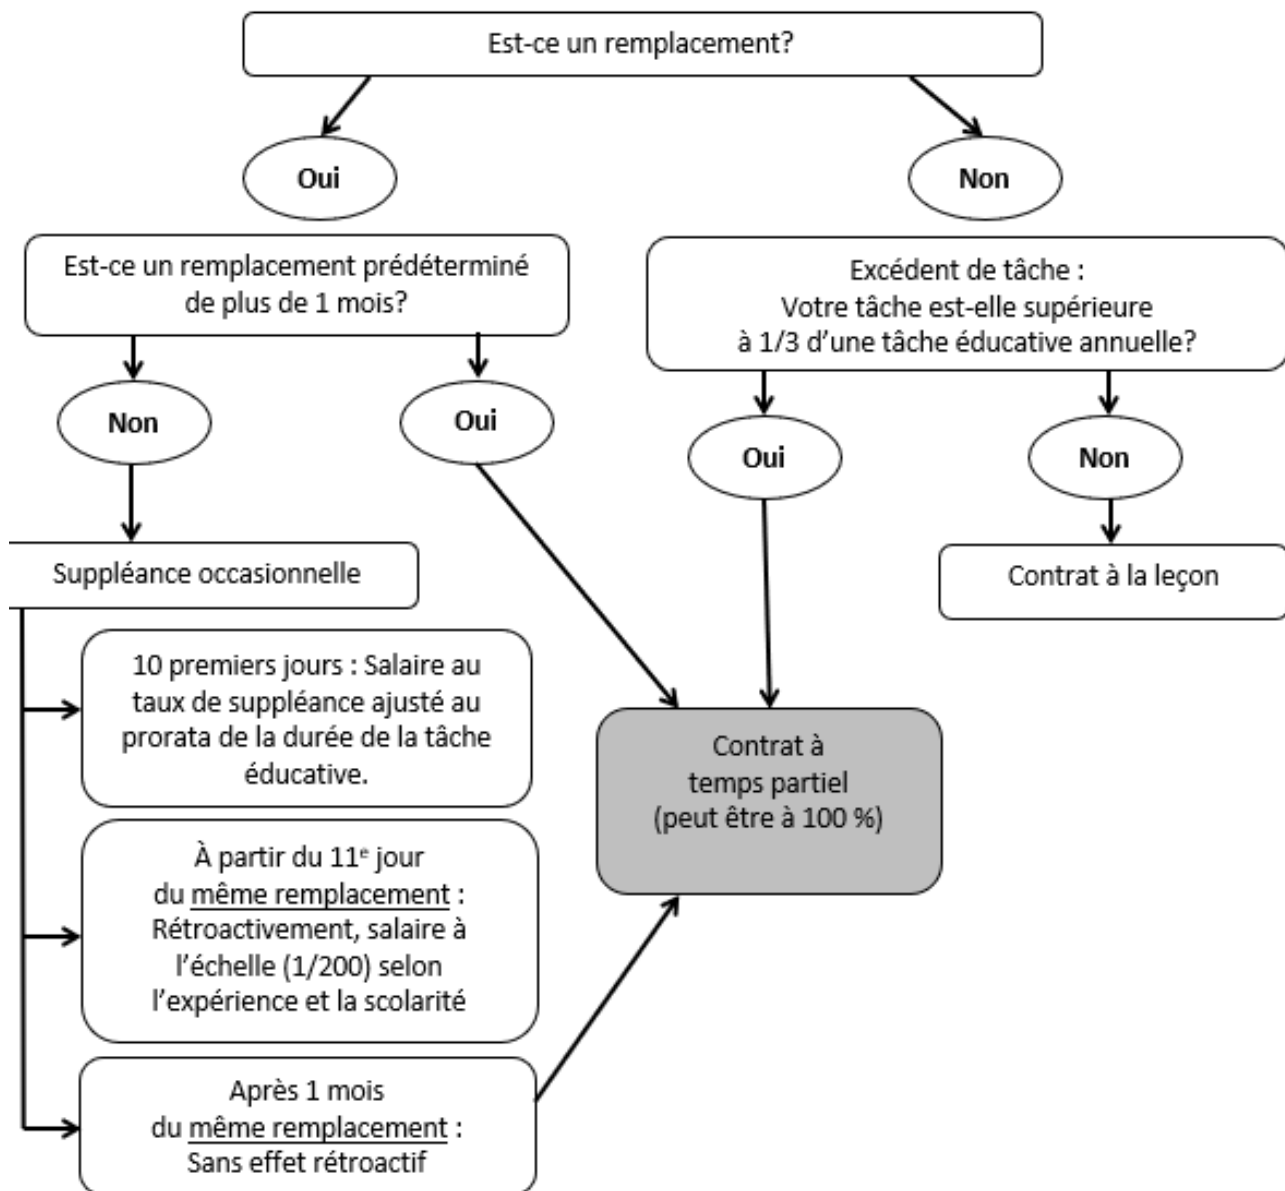 Est-ce un remplacement?
Oui
Non
Est-ce un remplacement prédéterminé
de plus de 1 mois?
Excédent de tâche :
Votre tâche est-elle supérieure
à 1/3 d’une tâche éducative annuelle?
Non
Oui
Oui
Non
Suppléance occasionnelle
Contrat à la leçon
10 premiers jours : Salaire au
taux de suppléance ajusté au
prorata de la durée de la tâche
éducative.
Contrat à
temps partiel
(peut être à 100 %)
À partir du 11e jour
du même remplacement :
Rétroactivement, salaire à
l’échelle (1/200) selon
l’expérience et la scolarité
Après 1 mois
du même remplacement :
Sans effet rétroactif